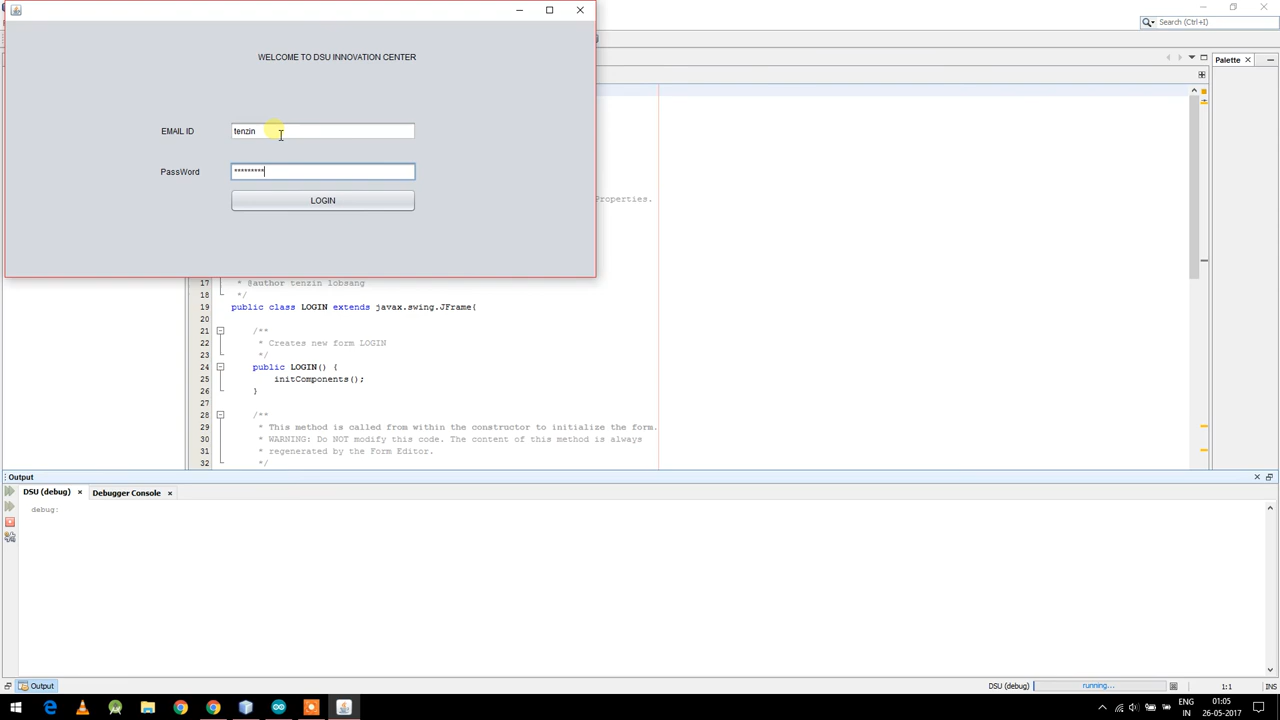 WELCOME TO DSU INNOVATION CENTER
EMAIL ID
tenzin
PassWord
*********
LOGIN
Search (Ctrl+I)
Palette
Properties.
17 * @author tenzin lobsang
18 */
19 public class LOGIN extends javax.swing.JFrame{
20
21 /**
22 * Creates new form LOGIN
23 */
24 public LOGIN() {
25 initComponents();
26 }
27
28 /**
29 * This method is called from within the constructor to initialize the form.
30 * WARNING: Do NOT modify this code. The content of this method is always
31 * regenerated by the Form Editor.
32 */
Output
DSU (debug) Debugger Console
debug:
Output
DSU (debug) running... 1:1 INS
ENG 01:05
IN 26-05-2017